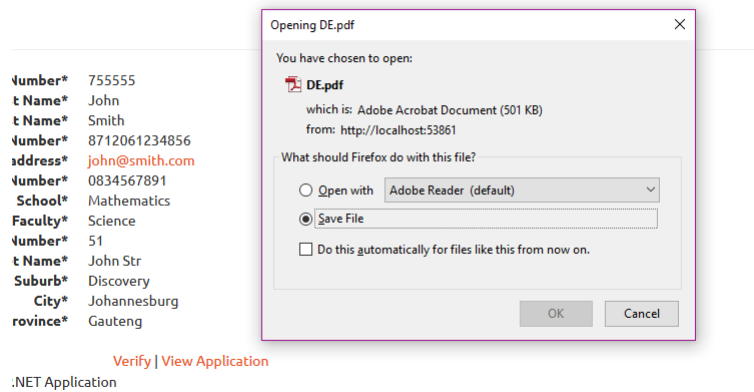 Opening DE.pdf
You have chosen to open:
DE.pdf
which is: Adobe Acrobat Document (501 KB)
from: http://localhost:53861
What should Firefox do with this file?
Open with Adobe Reader (default)
Save File
Do this automatically for files like this from now on.
OK Cancel
Number* 755555
t Name* John
t Name* Smith
Number* 8712061234856
address* john@smith.com
Number* 0834567891
School* Mathematics
Faculty* Science
Number* 51
t Name* John Str
Suburb* Discovery
City* Johannesburg
rovince* Gauteng
Verify | View Application
.NET Application